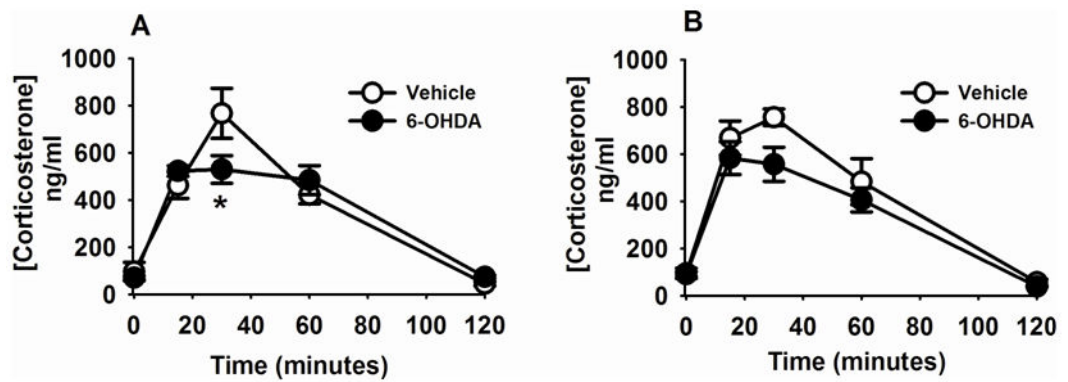 A
[Corticosterone]
ng/ml
1000
800
600
400
200
0
Vehicle
6-OHDA
*
0 20 40 60 80 100 120
Time (minutes)
B
[Corticosterone]
ng/ml
1000
800
600
400
200
0
Vehicle
6-OHDA
0 20 40 60 80 100 120
Time (minutes)